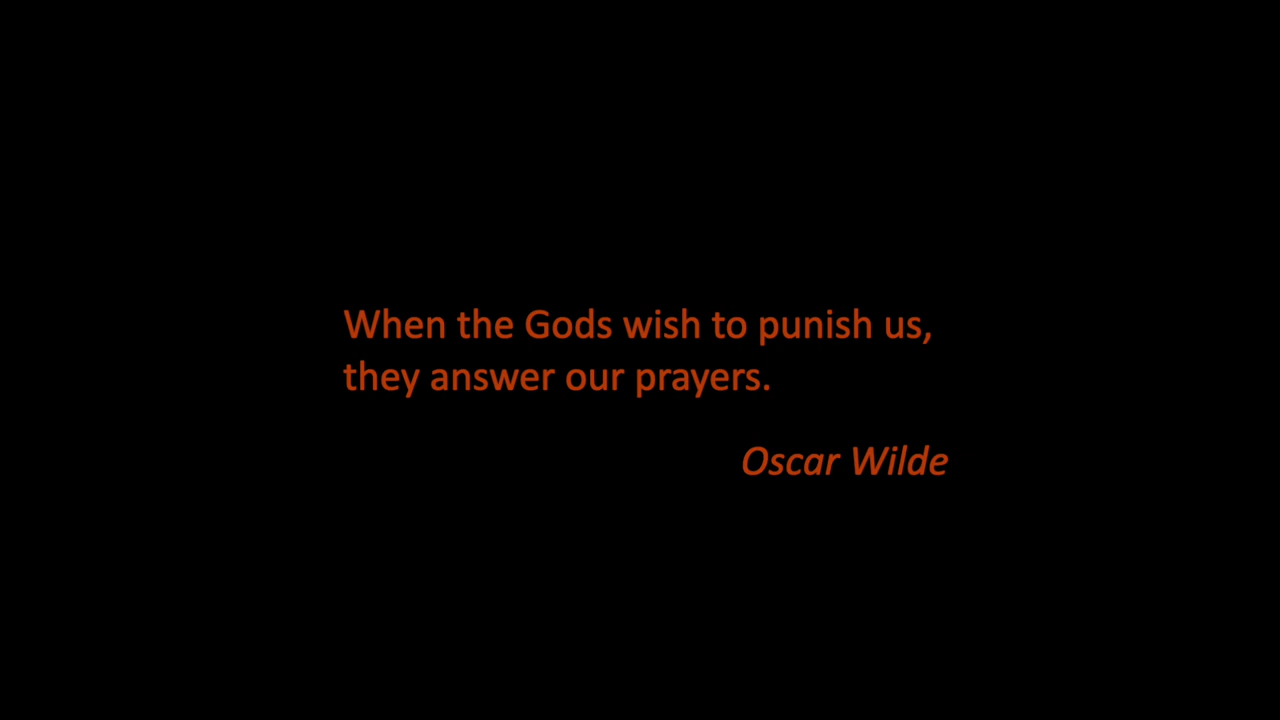 When the Gods wish to punish us,
they answer our prayers.
Oscar Wilde